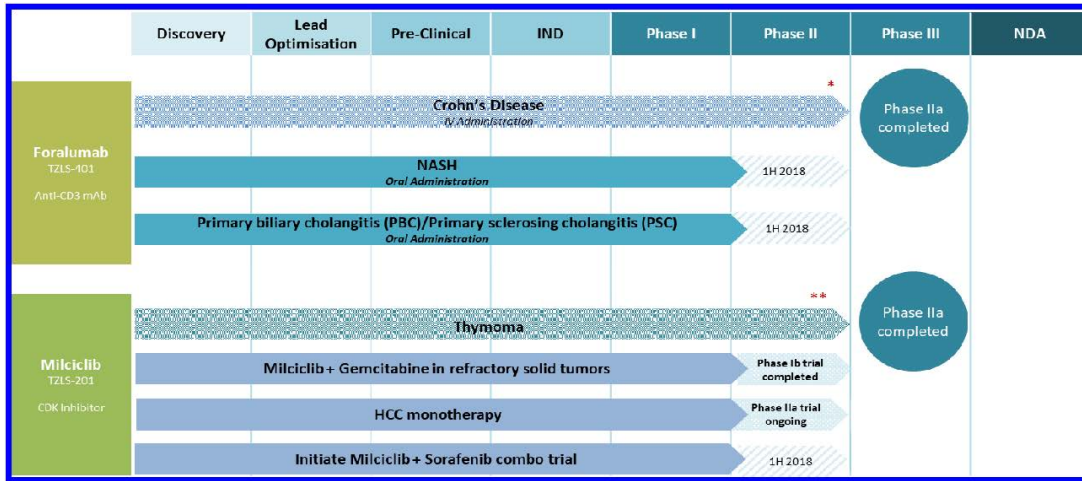 Discovery
Lead
Optimisation
Pre-Clinical
IND
Phase I
Phase II
Phase III
NDA
Foralumab
TZLS-401
Anti-CD3 mAb
*
Crohn's Disease
IV Administration
Phase IIa
completed
NASH
Oral Administration
1H 2018
Primary biliary cholangitis (PBC)/Primary sclerosing cholangitis (PSC)
Oral Administration
1H 2018
Milciclib
TZLS-201
CDK Inhibitor
**
Thymoma
Phase IIa
completed
Milciclib + Gemcitabine in refractory solid tumors
Phase Ib trial
completed
HCC monotherapy
Phase IIa trial
ongoing
Initiate Milciclib + Sorafenib combo trial
1H 2018